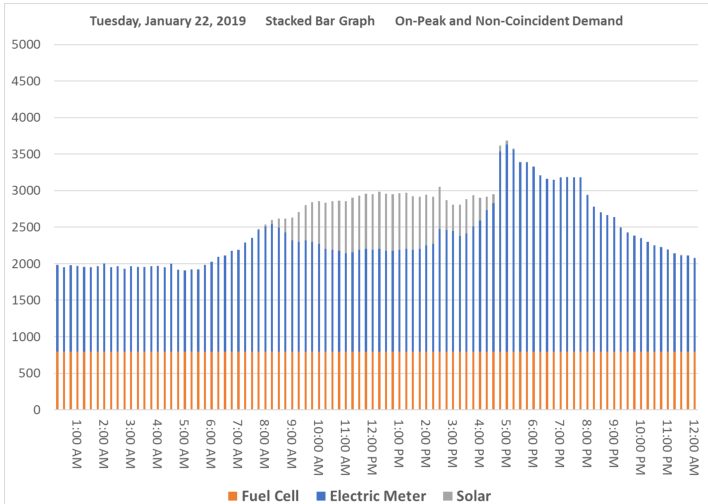 Tuesday, January 22, 2019 Stacked Bar Graph On-Peak and Non-Coincident Demand
5000
4500
4000
3500
3000
2500
2000
1500
1000
500
0
1:00 AM
2:00 AM
3:00 AM
4:00 AM
5:00 AM
6:00 AM
7:00 AM
8:00 AM
9:00 AM
10:00 AM
11:00 AM
12:00 PM
1:00 PM
2:00 PM
3:00 PM
4:00 PM
5:00 PM
6:00 PM
7:00 PM
8:00 PM
9:00 PM
10:00 PM
11:00 PM
12:00 AM
Fuel Cell Electric Meter Solar